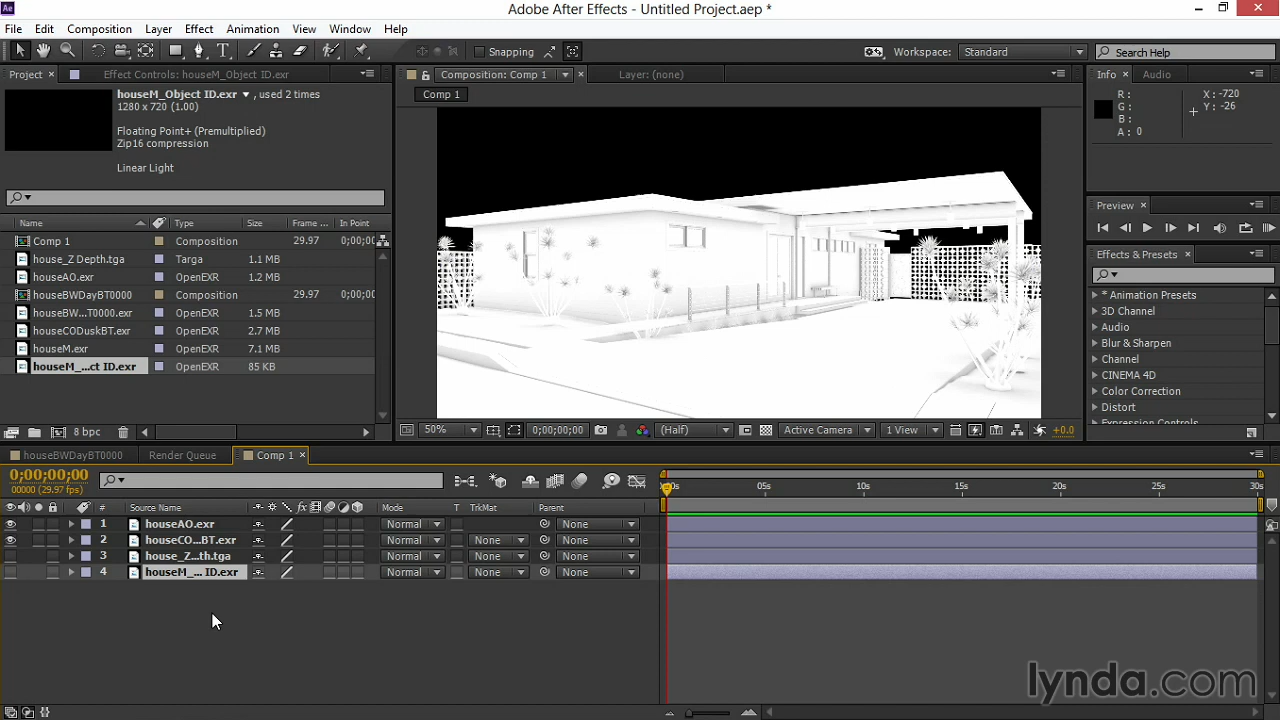 Adobe After Effects - Untitled Project.aep *
File Edit Composition Layer Effect Animation View Window Help
Snapping Workspace: Standard Search Help
Project Effect Controls: houseM_Object ID.exr Composition: Comp 1 Layer: (none) Info Audio
houseM_Object ID.exr , used 2 times
1280 x 720 (1.00)
Floating Point+ (Premultiplied)
Zip16 compression
Linear Light
Comp 1
R : X : -720
G : Y : -26
B :
A : 0
Preview
Name Type Size Frame ... In Point
Comp 1 Composition 29.97 0;00;0(
house_Z Depth.tga Targa 1.1 MB
houseAO.exr OpenEXR 1.2 MB
houseBWDayBT0000 Composition 29.97 0;00;0(
houseBW...T0000.exr OpenEXR 1.5 MB
houseCODuskBT.exr OpenEXR 2.7 MB
houseM.exr OpenEXR 7.1 MB
houseM_...ct ID.exr OpenEXR 85 KB
Effects & Presets
* Animation Presets
3D Channel
Audio
Blur & Sharpen
Channel
CINEMA 4D
Color Correction
Distort
Expression Controls
8 bpc
50% 0;00;00;00 (Half) Active Camera 1 View +0.0
houseBWDayBT0000 Render Queue Comp 1
0;00;00;00
00000 (29.97 fps)
05s 10s 15s 20s 25s 30s
# Source Name fx Mode T TrkMat Parent
1 houseAO.exr Normal None
2 houseCO...BT.exr Normal None None
3 house_Z...th.tga Normal None None
4 houseM_... ID.exr Normal None None
lynda.com